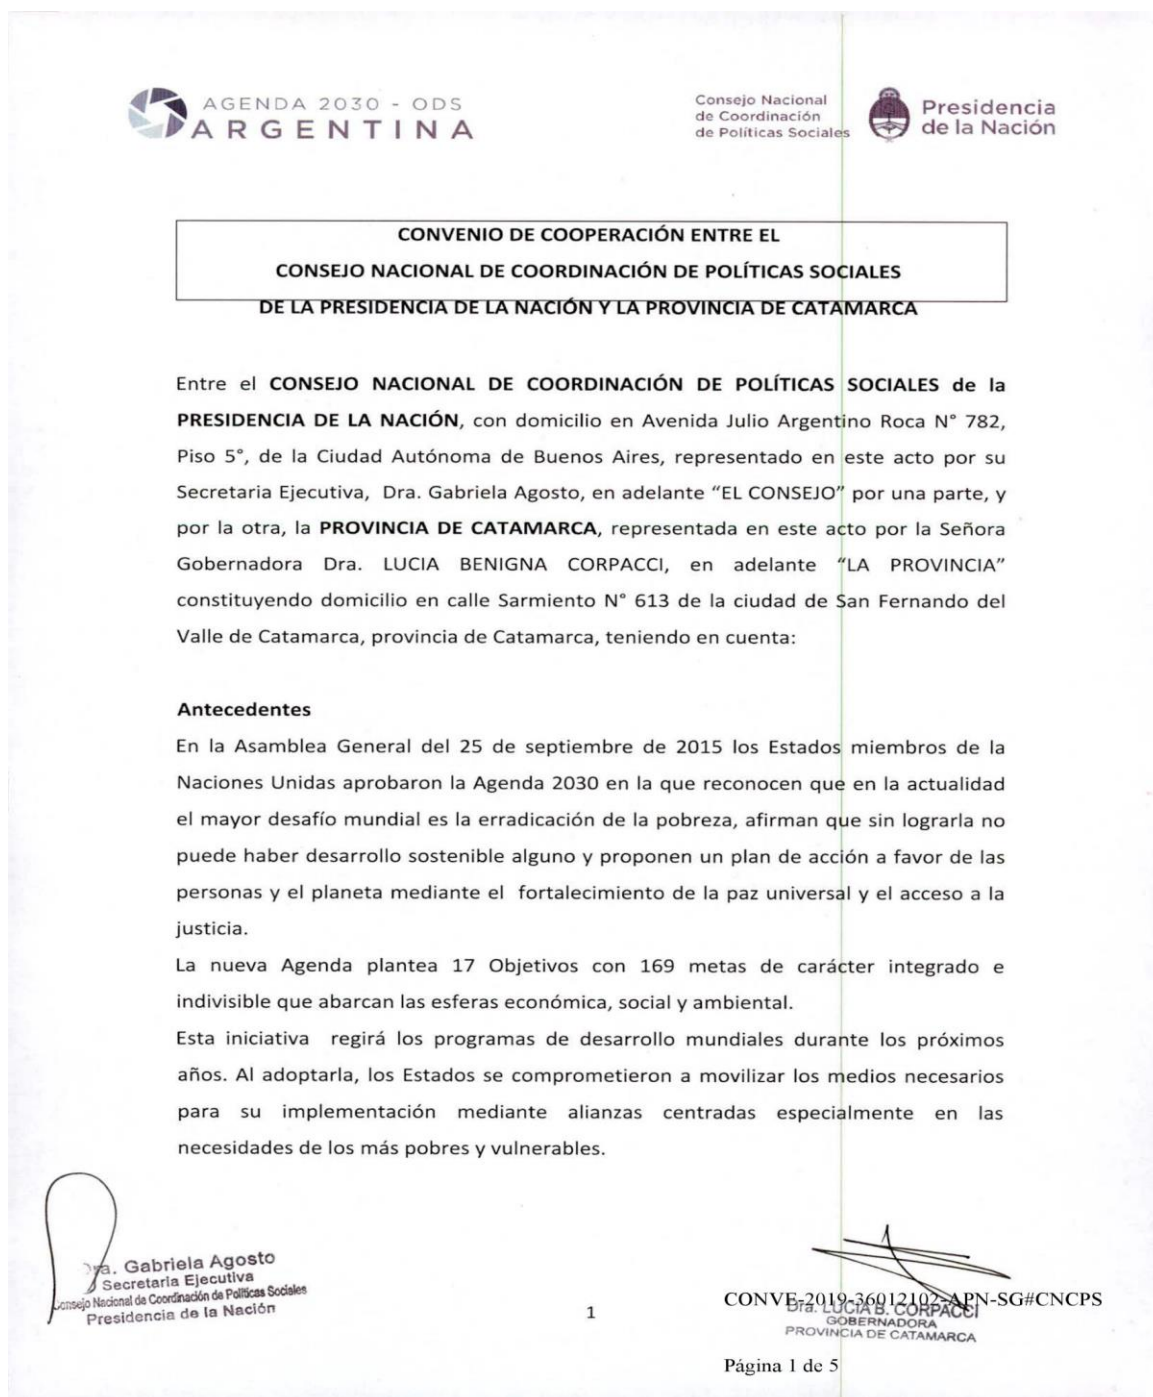 AGENDA 2030 - ODS
ARGENTINA
Consejo Nacional
de Coordinación
de Políticas Sociales
Presidencia
de la Nación
CONVENIO DE COOPERACIÓN ENTRE EL
CONSEJO NACIONAL DE COORDINACIÓN DE POLÍTICAS SOCIALES
DE LA PRESIDENCIA DE LA NACIÓN Y LA PROVINCIA DE CATAMARCA
Entre el CONSEJO NACIONAL DE COORDINACIÓN DE POLÍTICAS SOCIALES de la
PRESIDENCIA DE LA NACIÓN, con domicilio en Avenida Julio Argentino Roca N° 782,
Piso 5°, de la Ciudad Autónoma de Buenos Aires, representado en este acto por su
Secretaria Ejecutiva, Dra. Gabriela Agosto, en adelante “EL CONSEJO” por una parte, y
por la otra, la PROVINCIA DE CATAMARCA, representada en este acto por la Señora
Gobernadora Dra. LUCIA BENIGNA CORPACCI, en adelante “LA PROVINCIA”
constituyendo domicilio en calle Sarmiento N° 613 de la ciudad de San Fernando del
Valle de Catamarca, provincia de Catamarca, teniendo en cuenta:
Antecedentes
En la Asamblea General del 25 de septiembre de 2015 los Estados miembros de la
Naciones Unidas aprobaron la Agenda 2030 en la que reconocen que en la actualidad
el mayor desafío mundial es la erradicación de la pobreza, afirman que sin lograrla no
puede haber desarrollo sostenible alguno y proponen un plan de acción a favor de las
personas y el planeta mediante el fortalecimiento de la paz universal y el acceso a la
justicia.
La nueva Agenda plantea 17 Objetivos con 169 metas de carácter integrado e
indivisible que abarcan las esferas económica, social y ambiental.
Esta iniciativa regirá los programas de desarrollo mundiales durante los próximos
años. Al adoptarla, los Estados se comprometieron a movilizar los medios necesarios
para su implementación mediante alianzas centradas especialmente en las
necesidades de los más pobres y vulnerables.
Dra. Gabriela Agosto
Secretaria Ejecutiva
Consejo Nacional de Coordinación de Políticas Sociales
Presidencia de la Nación
1
CONVE-2019-36012102-APN-SG#CNCPS
Dra. LUCIA B. CORPACCI
GOBERNADORA
PROVINCIA DE CATAMARCA
Página 1 de 5